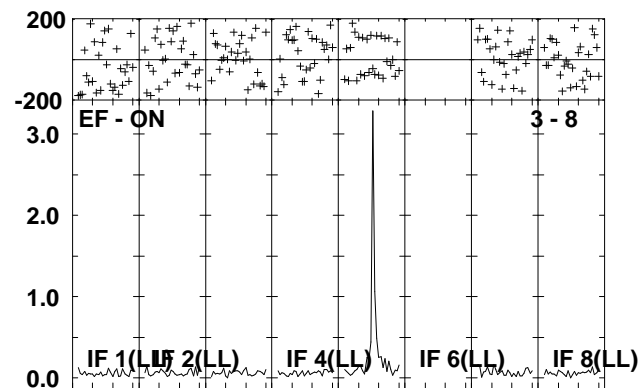 200
-200
EF - ON
3 - 8
3.0
2.0
1.0
0.0
IF 1(LL)
IF 2(LL)
IF 4(LL)
IF 6(LL)
IF 8(LL)